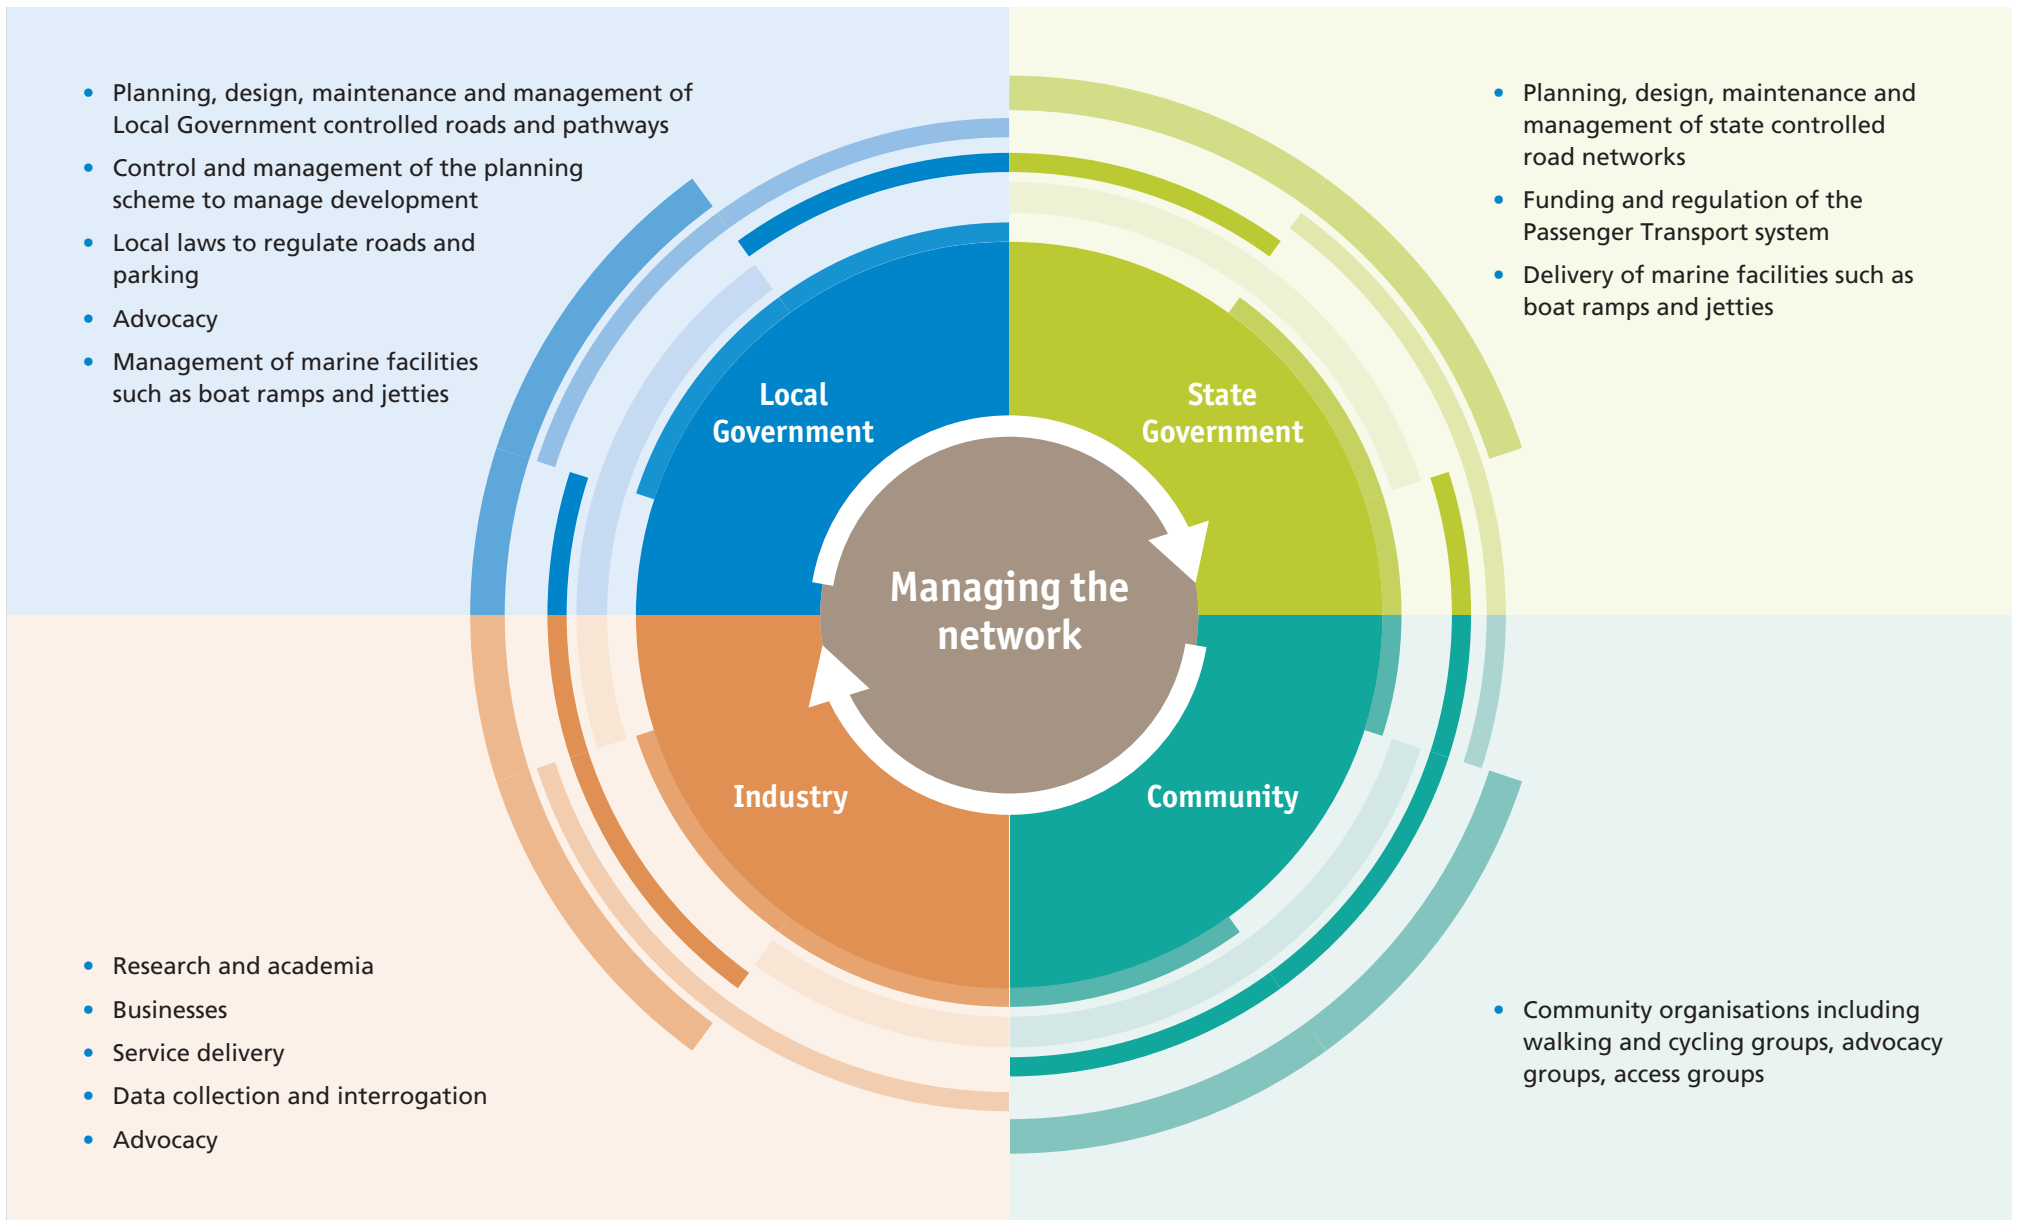 • Planning, design, maintenance and management of
Local Government controlled roads and pathways
• Control and management of the planning
scheme to manage development
• Local laws to regulate roads and
parking
• Advocacy
• Management of marine facilities
such as boat ramps and jetties
• Planning, design, maintenance and
management of state controlled
road networks
• Funding and regulation of the
Passenger Transport system
• Delivery of marine facilities such as
boat ramps and jetties
Local
Government
State
Government
Managing the
network
Industry
Community
• Research and academia
• Businesses
• Service delivery
• Data collection and interrogation
• Advocacy
• Community organisations including
walking and cycling groups, advocacy
groups, access groups